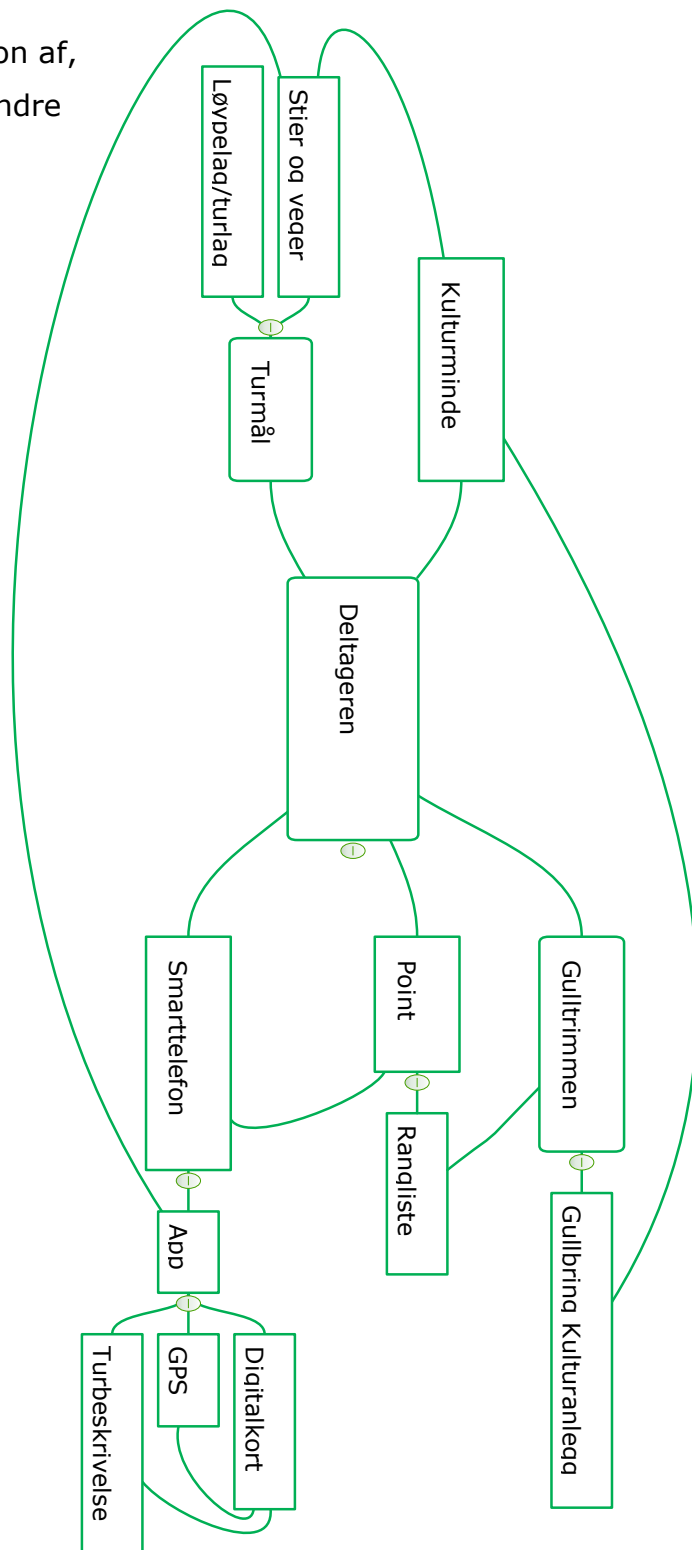 on af,
ndre
Løypelag/turlag
Stier og veger
Kulturminde
Turmål
Deltageren
Smarttelefon
Point
Gulltrimmen
Rangliste
App
Gullbring Kulturanlegg
Turbeskrivelse
GPS
Digitalkort